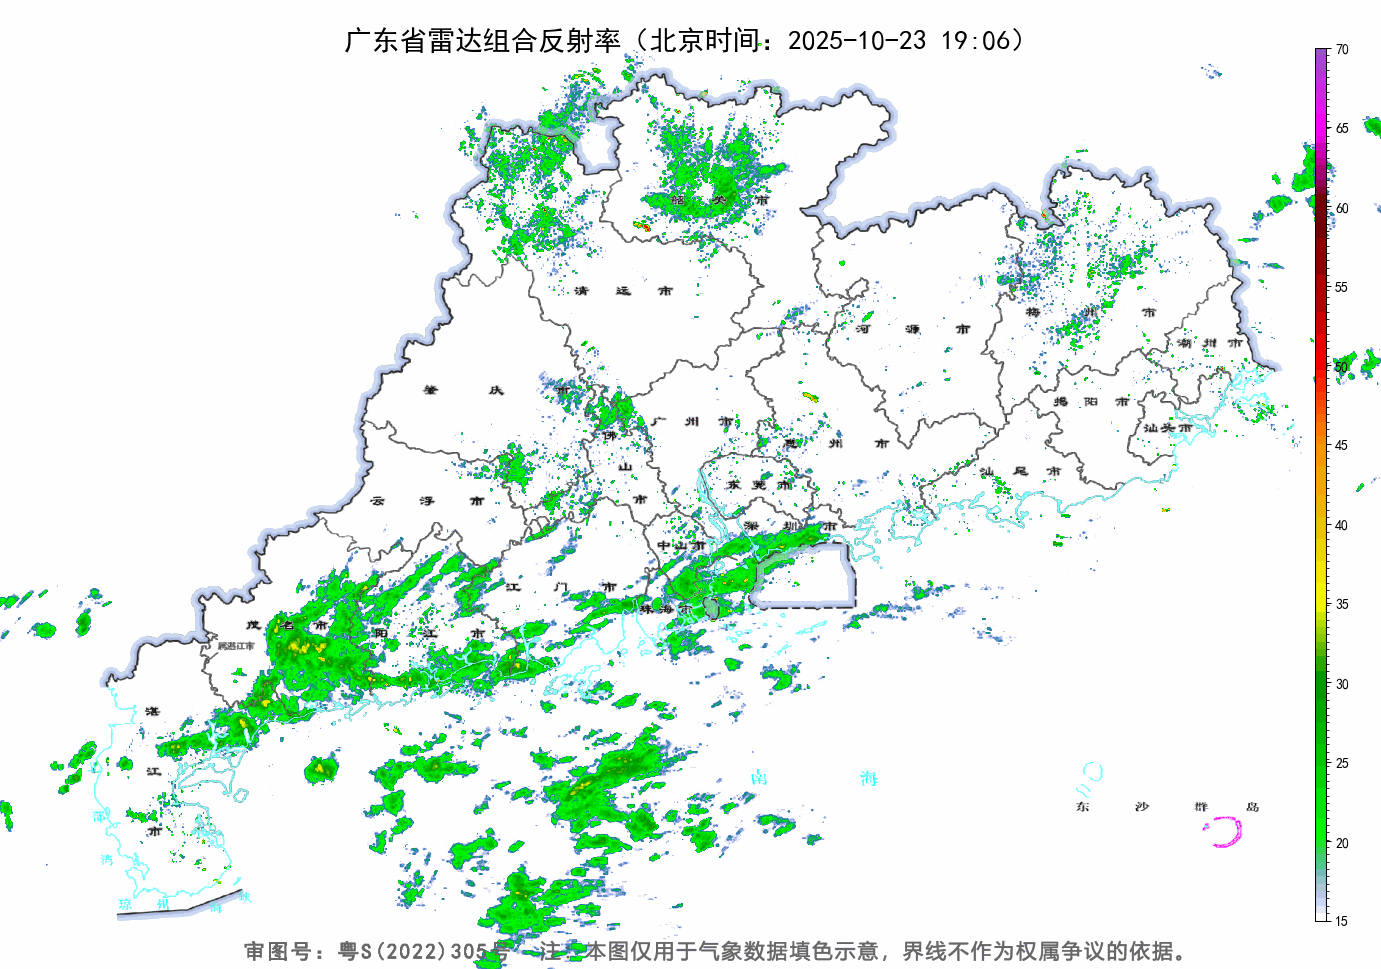 广东省雷达组合反射率（北京时间：2025-10-23 19:06）
70
65
60
55
50
45
40
35
30
25
20
15
韶关市
清远市
梅州市
河源市
潮州市
肇庆市
揭阳市
广州市
汕头市
佛山市
惠州市
汕尾市
东莞市
云浮市
深圳市
中山市
江门市
珠海市
茂名市
阳江市
属湛江市
湛江市
南海
东沙群岛
湾
琼州海峡
审图号：粤S(2022)305号 注：本图仅用于气象数据填色示意，界线不作为权属争议的依据。